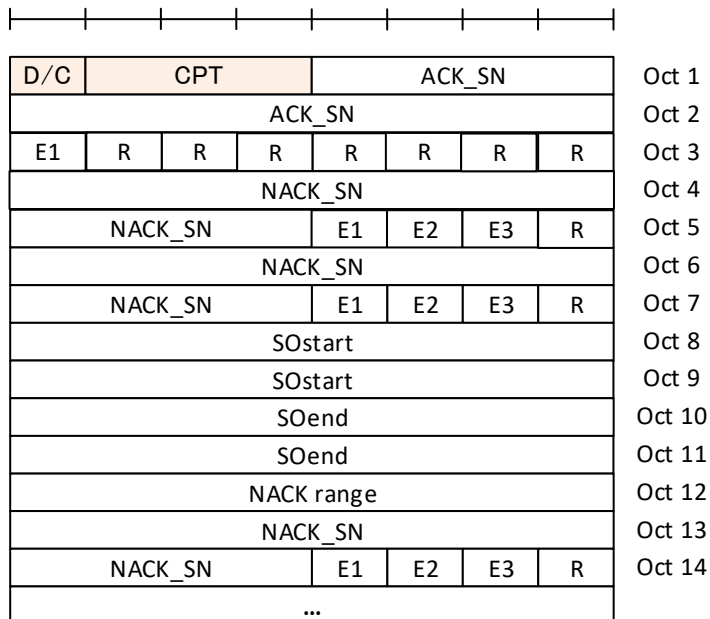 D/C CPT ACK_SN Oct 1
ACK_SN Oct 2
E1 R R R R R R R Oct 3
NACK_SN Oct 4
NACK_SN E1 E2 E3 R Oct 5
NACK_SN Oct 6
NACK_SN E1 E2 E3 R Oct 7
SOstart Oct 8
SOstart Oct 9
SOend Oct 10
SOend Oct 11
NACK range Oct 12
NACK_SN Oct 13
NACK_SN E1 E2 E3 R Oct 14
...